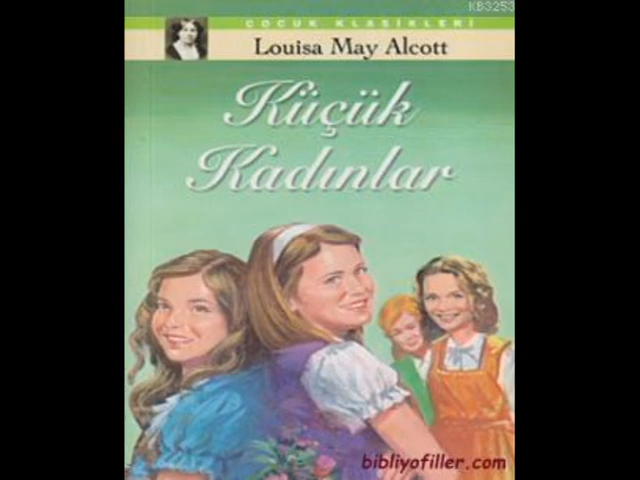 KB3253
ÇOCUK KLASİKLERİ
Louisa May Alcott
Küçük
Kadınlar
bibliyofiller.com